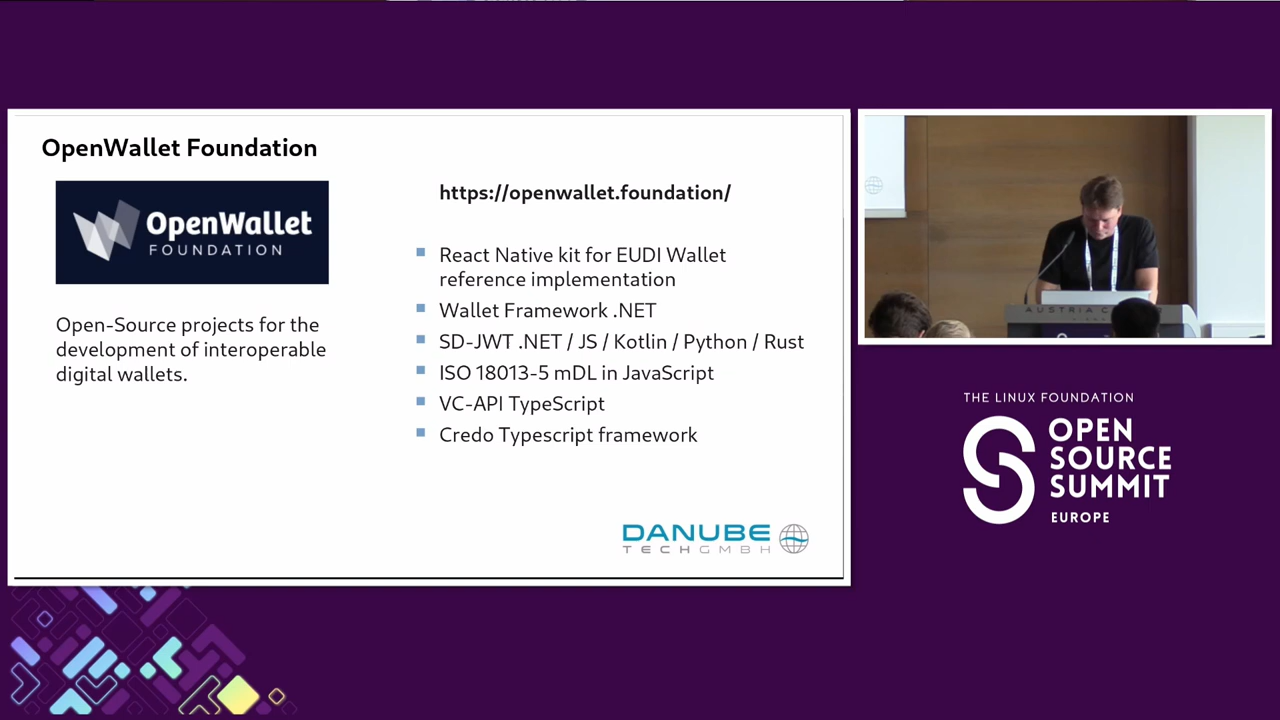 OpenWallet Foundation
OpenWallet
FOUNDATION
Open-Source projects for the
development of interoperable
digital wallets.
https://openwallet.foundation/
React Native kit for EUDI Wallet
reference implementation
Wallet Framework .NET
SD-JWT .NET / JS / Kotlin / Python / Rust
ISO 18013-5 mDL in JavaScript
VC-API TypeScript
Credo Typescript framework
DANUBE
TECHGMBH
AUSTRIA
THE LINUX FOUNDATION
OPEN
SOURCE
SUMMIT
EUROPE